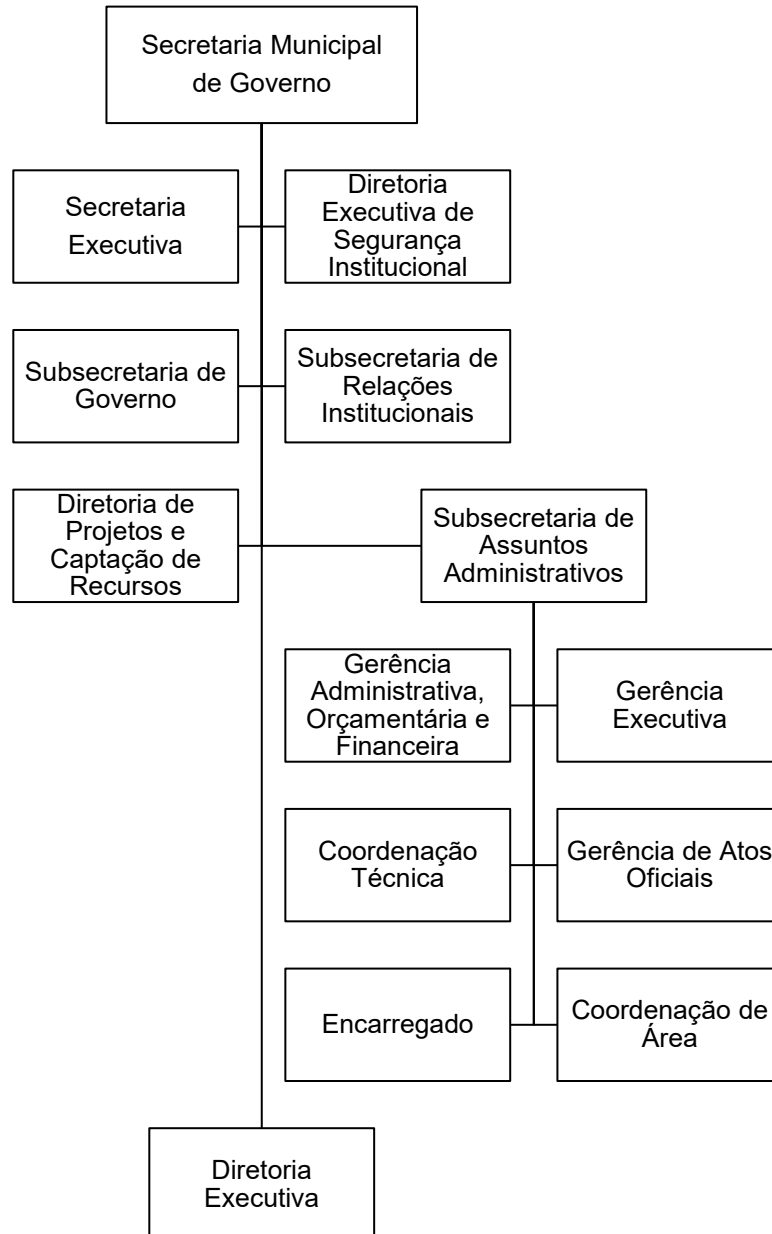 Secretaria Municipal
de Governo
Secretaria
Executiva
Diretoria
Executiva de
Segurança
Institucional
Subsecretaria de
Governo
Subsecretaria de
Relações
Institucionais
Diretoria de
Projetos e
Captação de
Recursos
Subsecretaria de
Assuntos
Administrativos
Gerência
Administrativa,
Orçamentária e
Financeira
Gerência
Executiva
Coordenação
Técnica
Gerência de Atos
Oficiais
Encarregado
Coordenação de
Área
Diretoria
Executiva